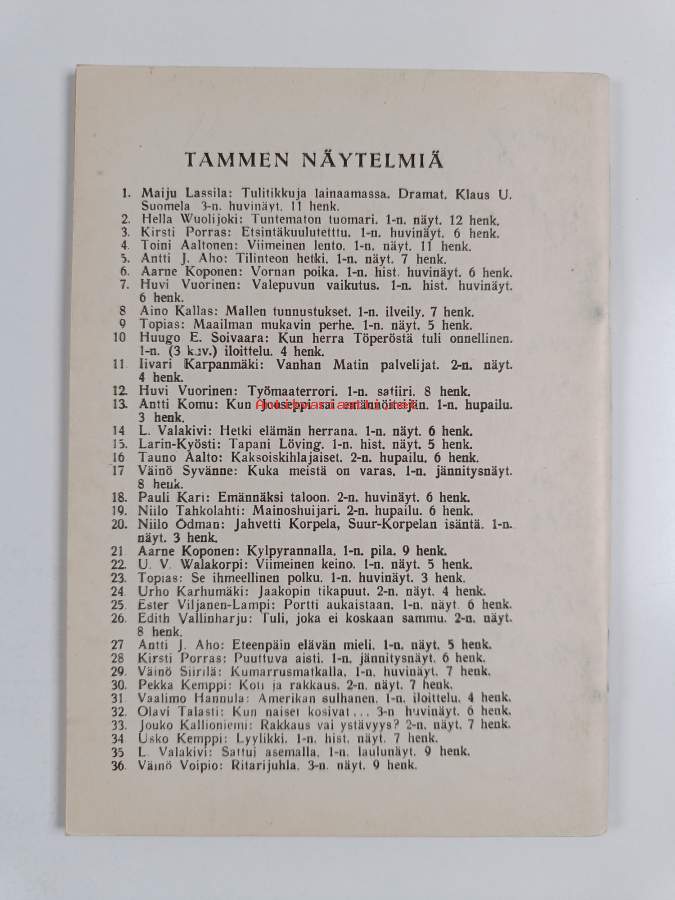 TAMMEN NÄYTELMIÄ
1. Maiju Lassila: Tulitikkuja lainaamassa. Dramat. Klaus U.
Suomela 3-n. huvinäyt. 11 henk.
2. Hella Wuolijoki: Tuntematon tuomari. 1-n. näyt. 12 henk.
3. Kirsti Porras: Etsintäkuulutetttu. 1-n. huvinäyt. 6 henk.
4. Toini Aaltonen: Viimeinen lento. 1-n. näyt. 11 henk.
5. Antti J. Aho: Tilinteon hetki. 1-n. näyt. 7 henk.
6. Aarne Koponen: Vornan poika. 1-n. hist. huvinäyt. 6 henk.
7. Huvi Vuorinen: Valepuvun vaikutus. 1-n. hist. huvinäyt.
6 henk.
8 Aino Kallas: Mallen tunnustukset. 1-n. ilveily. 7 henk.
9 Topias: Maailman mukavin perhe. 1-n. näyt. 5 henk.
10 Huugo E. Soivaara: Kun herra Töperöstä tuli onnellinen.
1-n. (3 kuv.) iloittelu. 4 henk.
11 Iivari Karpanmäki: Vanhan Matin palvelijat. 2-n. näyt.
4 henk.
12. Huvi Vuorinen: Työmaaterrori. 1-n. satiiri. 8 henk.
13. Antti Komu: Kun Juuseppi sai emännöitsijän. 1-n. hupailu.
3 henk.
14 L. Valakivi: Hetki elämän herrana. 1-n. näyt. 6 henk.
15. Larin-Kyösti: Tapani Löving. 1-n. hist. näyt. 5 henk.
16 Tauno Aalto: Kaksoiskihlajaiset. 2-n. hupailu. 6 henk.
17 Väinö Syvänne: Kuka meistä on varas. 1-n. jännitysnäyt.
8 henk.
18. Pauli Kari: Emännäksi taloon. 2-n. huvinäyt. 6 henk.
19. Niilo Tahkolahti: Mainoshuijari. 2-n. hupailu. 6 henk.
20. Niilo Ödman: Jahvetti Korpela, Suur-Korpelan isäntä. 1-n.
näyt. 3 henk.
21 Aarne Koponen: Kylpyrannalla. 1-n. pila. 9 henk.
22. U. V. Walakorpi: Viimeinen keino. 1-n. näyt. 5 henk.
23. Topias: Se ihmeellinen polku. 1-n. huvinäyt. 3 henk.
24. Urho Karhumäki: Jaakopin tikapuut. 2-n. näyt. 4 henk.
25. Ester Viljanen-Lampi: Portti aukaistaan. 1-n. näyt. 6 henk.
26. Edith Vallinharju: Tuli, joka ei koskaan sammu. 2-n. näyt.
8 henk.
27 Antti J. Aho: Eteenpäin elävän mieli. 1-n. näyt. 5 henk.
28 Kirsti Porras: Puuttuva aisti. 1-n. jännitysnäyt. 6 henk.
29. Väinö Siirilä: Kumarrusmatkalla. 1-n. huvinäyt. 7 henk.
30. Pekka Kemppi: Koti ja rakkaus. 2-n. näyt. 7 henk.
31. Vaalimo Hannula: Amerikan sulhanen. 1-n. iloittelu. 4 henk.
32. Olavi Talasti: Kun naiset kosivat... 3-n huvinäyt. 6 henk.
33. Jouko Kallioniemi: Rakkaus vai ystävyys? 2-n. näyt. 7 henk.
34. Usko Kemppi: Lyylikki. 1-n. hist. näyt. 7 henk.
35 L. Valakivi: Sattui asemalla. 1-n. laulunäyt. 9 henk.
36. Väinö Voipio: Ritarijuhla. 3-n. näyt. 9 henk.